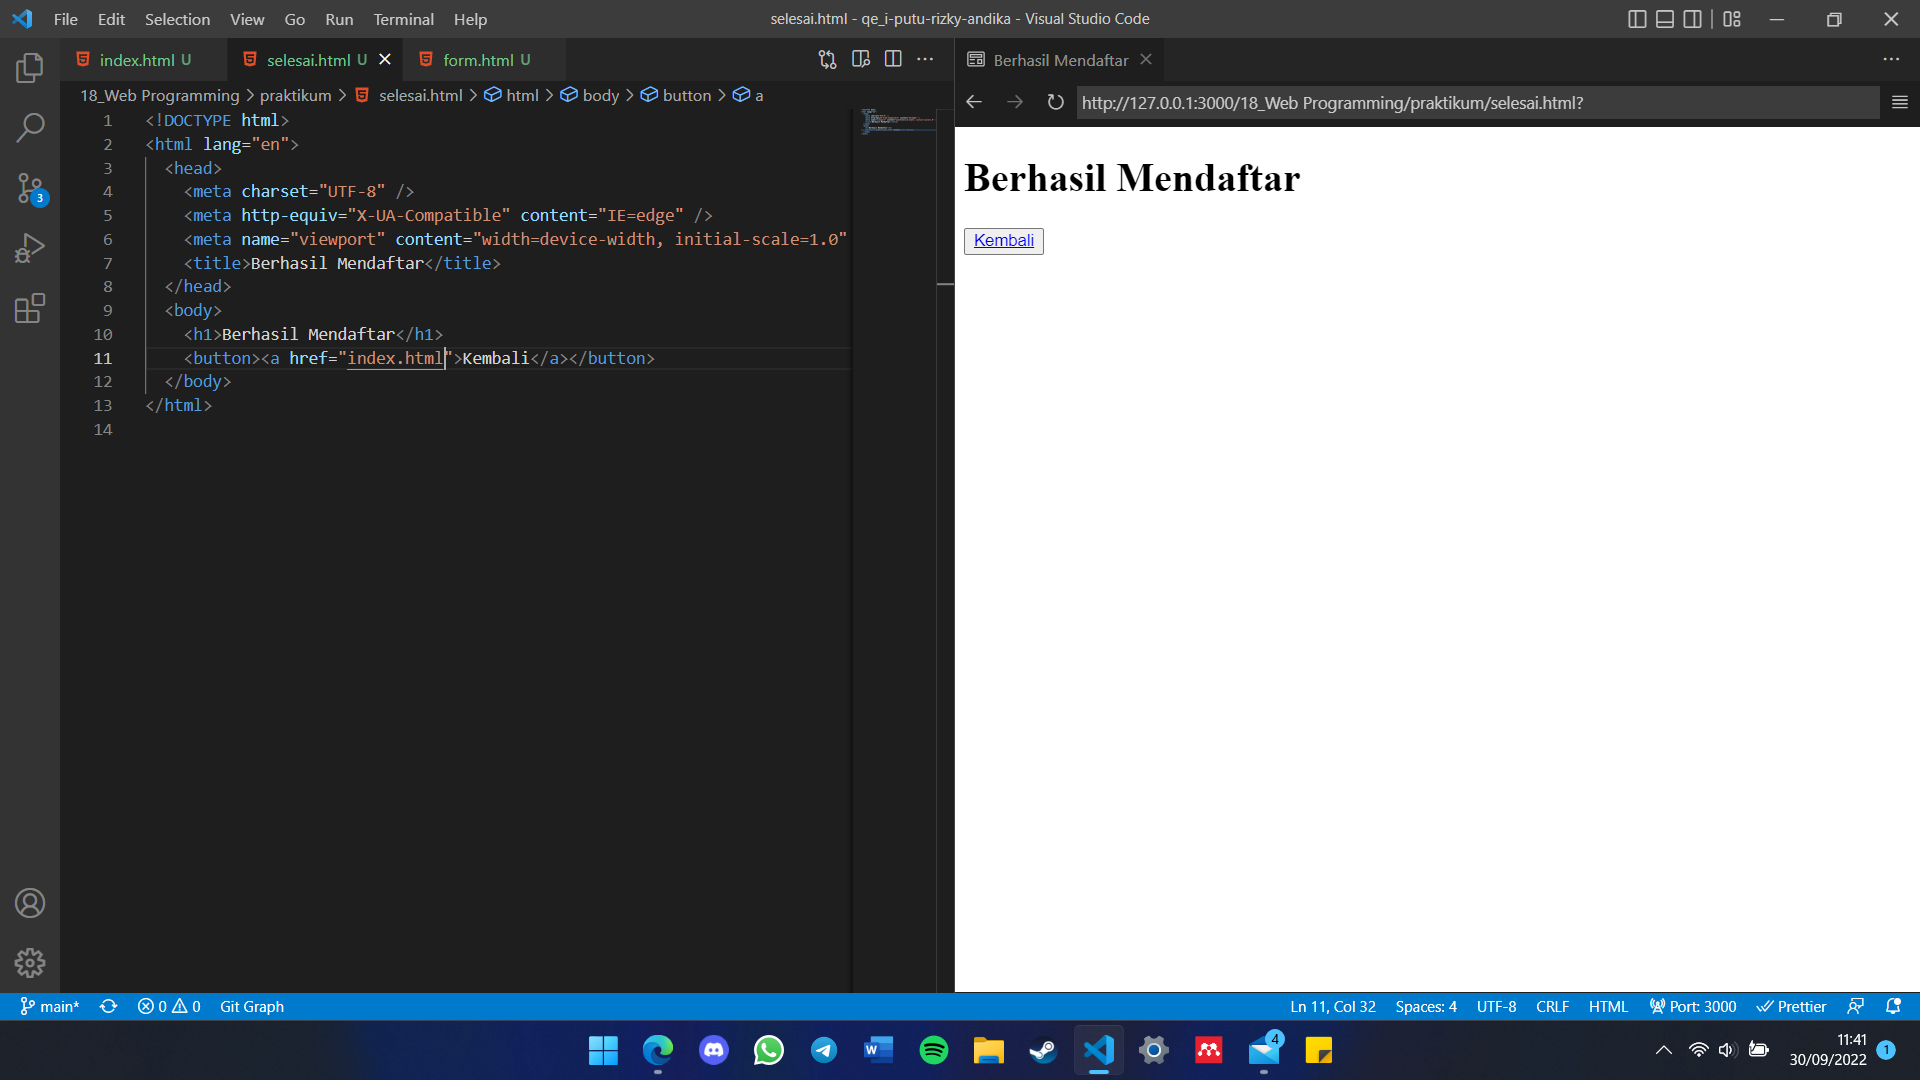 File Edit Selection View Go Run Terminal Help
selesai.html - qe_i-putu-rizky-andika - Visual Studio Code
index.html U
selesai.html U
form.html U
Berhasil Mendaftar
18_Web Programming > praktikum > selesai.html > html > body > button > a
http://127.0.0.1:3000/18_Web Programming/praktikum/selesai.html?
1 <!DOCTYPE html>
2 <html lang="en">
3 <head>
4 <meta charset="UTF-8" />
5 <meta http-equiv="X-UA-Compatible" content="IE=edge" />
6 <meta name="viewport" content="width=device-width, initial-scale=1.0"
7 <title>Berhasil Mendaftar</title>
8 </head>
9 <body>
10 <h1>Berhasil Mendaftar</h1>
11 <button><a href="index.html">Kembali</a></button>
12 </body>
13 </html>
14
Berhasil Mendaftar
Kembali
3
main* 0 0 Git Graph
Ln 11, Col 32 Spaces: 4 UTF-8 CRLF HTML Port: 3000 Prettier
4
11:41
30/09/2022
1